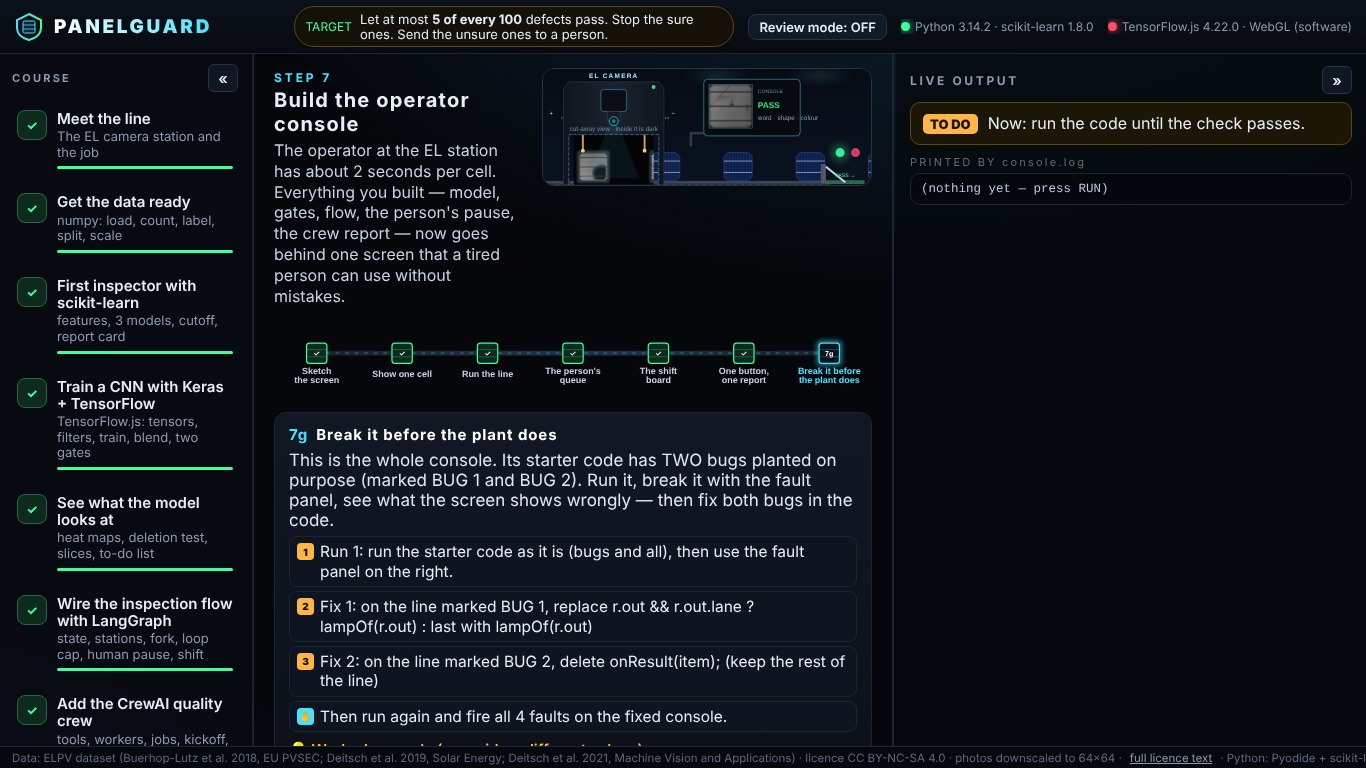 PANELGUARD
TARGET
Let at most 5 of every 100 defects pass. Stop the sure
ones. Send the unsure ones to a person.
Review mode: OFF
Python 3.14.2 · scikit-learn 1.8.0
TensorFlow.js 4.22.0 · WebGL (software)
COURSE
«
Meet the line
The EL camera station and
the job
Get the data ready
numpy: load, count, label,
split, scale
First inspector with
scikit-learn
features, 3 models, cutoff,
report card
Train a CNN with Keras
+ TensorFlow
TensorFlow.js: tensors,
filters, train, blend, two
gates
See what the model
looks at
heat maps, deletion test,
slices, to-do list
Wire the inspection flow
with LangGraph
state, stations, fork, loop
cap, human pause, shift
Add the CrewAI quality
crew
tools, workers, jobs, kickoff,
STEP 7
Build the operator
console
The operator at the EL station
has about 2 seconds per cell.
Everything you built — model,
gates, flow, the person's pause,
the crew report — now goes
behind one screen that a tired
person can use without
mistakes.
EL CAMERA
cut-away view · inside it is dark
CONSOLE
PASS
word · shape · colour
Sketch
the screen
Show one cell
Run the line
The person's
queue
The shift
board
One button,
one report
7g
Break it before
the plant does
7g Break it before the plant does
This is the whole console. Its starter code has TWO bugs planted on
purpose (marked BUG 1 and BUG 2). Run it, break it with the fault
panel, see what the screen shows wrongly — then fix both bugs in the
code.
1 Run 1: run the starter code as it is (bugs and all), then use the fault
panel on the right.
2 Fix 1: on the line marked BUG 1, replace r.out && r.out.lane ?
lampOf(r.out) : last with lampOf(r.out)
3 Fix 2: on the line marked BUG 2, delete onResult(item); (keep the rest of
the line)
Then run again and fire all 4 faults on the fixed console.
LIVE OUTPUT
»
TO DO Now: run the code until the check passes.
PRINTED BY console.log
(nothing yet — press RUN)
Data: ELPV dataset (Buerhop-Lutz et al. 2018, EU PVSEC; Deitsch et al. 2019, Solar Energy; Deitsch et al. 2021, Machine Vision and Applications) · licence CC BY-NC-SA 4.0 · photos downscaled to 64×64 · full licence text · Python: Pyodide + scikit-l